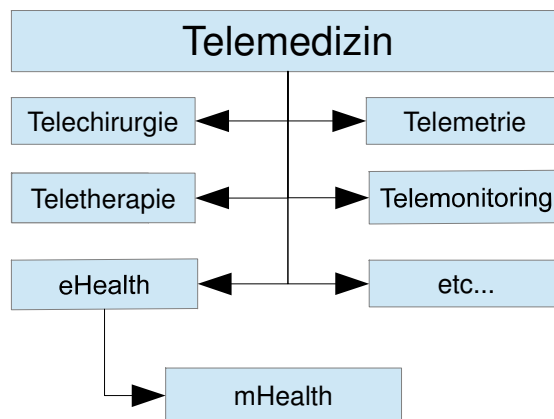 Telemedizin
Telechirurgie
Telemetrie
Teletherapie
Telemonitoring
eHealth
etc...
mHealth